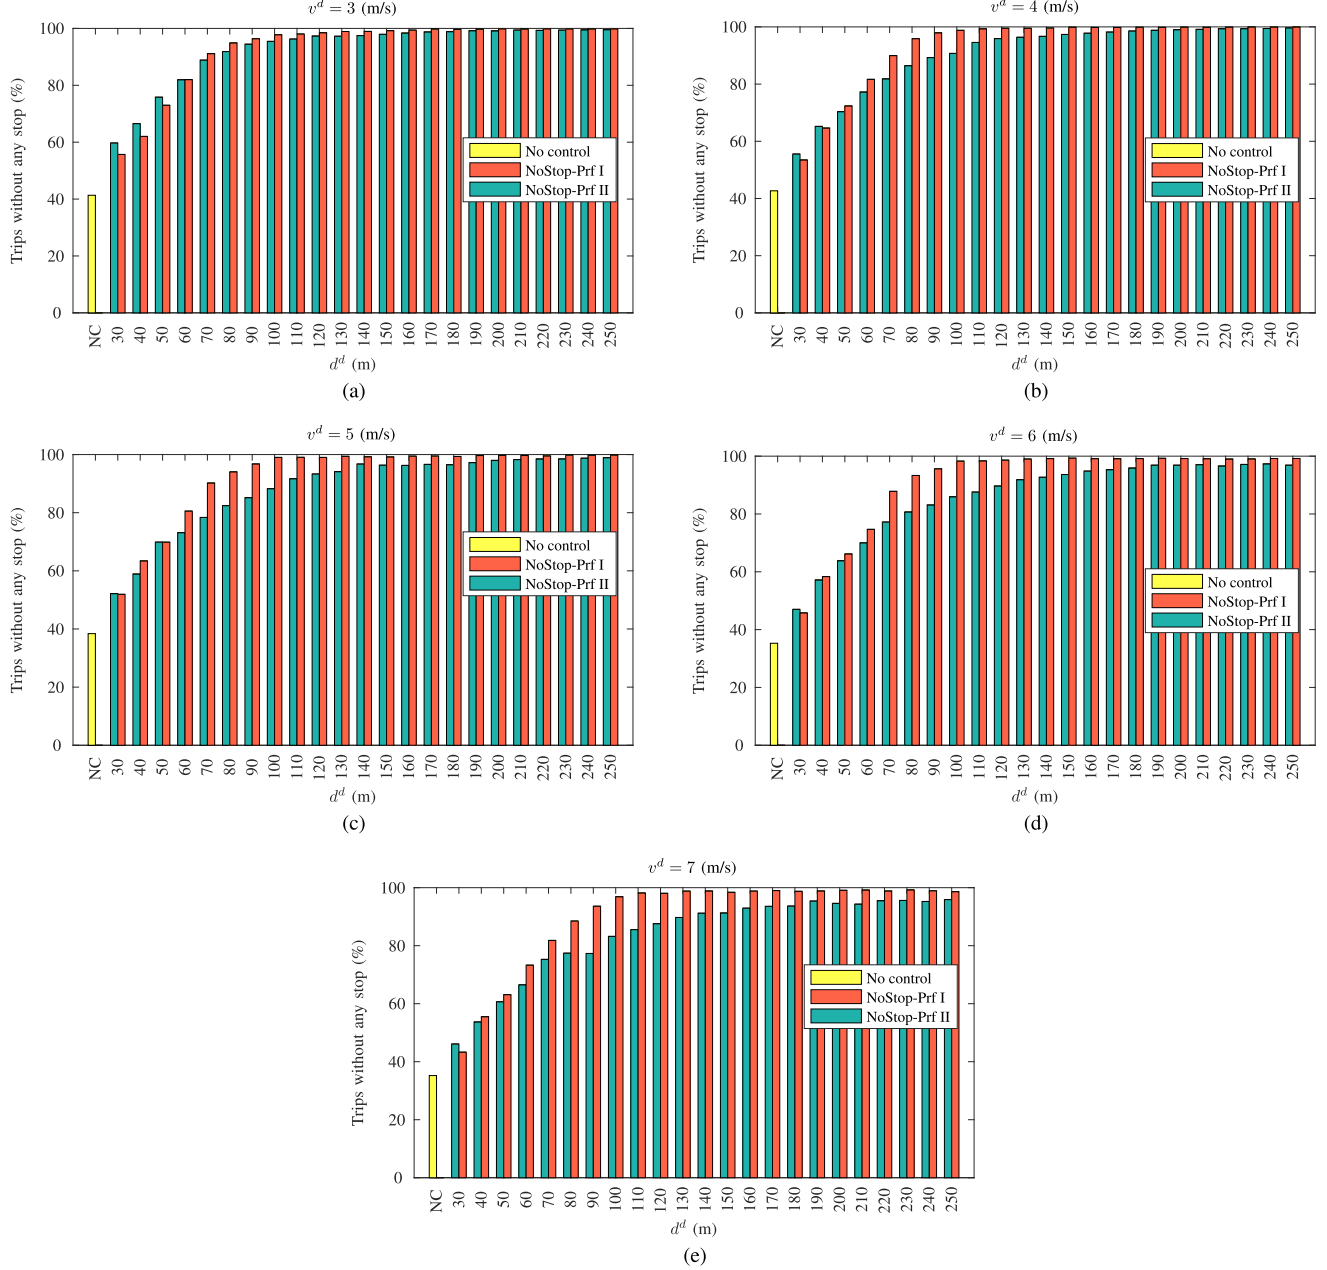 v^d = 3 (m/s)
Trips without any stop (%)
100
80
60
40
20
0
No control
NoStop-Prf I
NoStop-Prf II
NC 30 40 50 60 70 80 90 100 110 120 130 140 150 160 170 180 190 200 210 220 230 240 250
d^d (m)
(a)
v^d = 4 (m/s)
Trips without any stop (%)
100
80
60
40
20
0
No control
NoStop-Prf I
NoStop-Prf II
NC 30 40 50 60 70 80 90 100 110 120 130 140 150 160 170 180 190 200 210 220 230 240 250
d^d (m)
(b)
v^d = 5 (m/s)
Trips without any stop (%)
100
80
60
40
20
0
No control
NoStop-Prf I
NoStop-Prf II
NC 30 40 50 60 70 80 90 100 110 120 130 140 150 160 170 180 190 200 210 220 230 240 250
d^d (m)
(c)
v^d = 6 (m/s)
Trips without any stop (%)
100
80
60
40
20
0
No control
NoStop-Prf I
NoStop-Prf II
NC 30 40 50 60 70 80 90 100 110 120 130 140 150 160 170 180 190 200 210 220 230 240 250
d^d (m)
(d)
v^d = 7 (m/s)
Trips without any stop (%)
100
80
60
40
20
0
No control
NoStop-Prf I
NoStop-Prf II
NC 30 40 50 60 70 80 90 100 110 120 130 140 150 160 170 180 190 200 210 220 230 240 250
d^d (m)
(e)